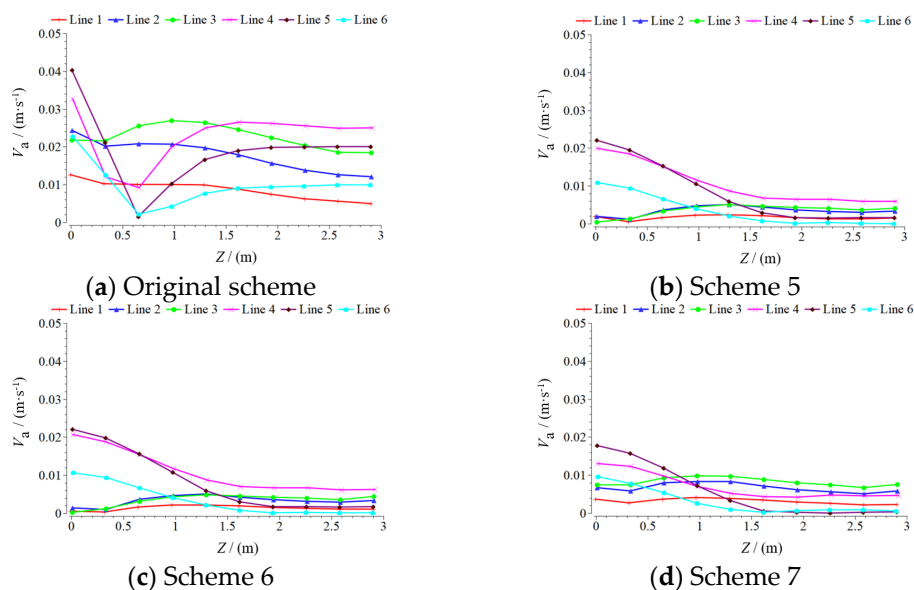 Line 1 Line 2 Line 3 Line 4 Line 5 Line 6
0.05
0.04
0.03
0.02
0.01
0
Va / (m·s-1)
0 0.5 1 1.5 2 2.5 3
Z / (m)
(a) Original scheme
Line 1 Line 2 Line 3 Line 4 Line 5 Line 6
0.05
0.04
0.03
0.02
0.01
0
Va / (m·s-1)
0 0.5 1 1.5 2 2.5 3
Z / (m)
(b) Scheme 5
Line 1 Line 2 Line 3 Line 4 Line 5 Line 6
0.05
0.04
0.03
0.02
0.01
0
Va / (m·s-1)
0 0.5 1 1.5 2 2.5 3
Z / (m)
(c) Scheme 6
Line 1 Line 2 Line 3 Line 4 Line 5 Line 6
0.05
0.04
0.03
0.02
0.01
0
Va / (m·s-1)
0 0.5 1 1.5 2 2.5 3
Z / (m)
(d) Scheme 7